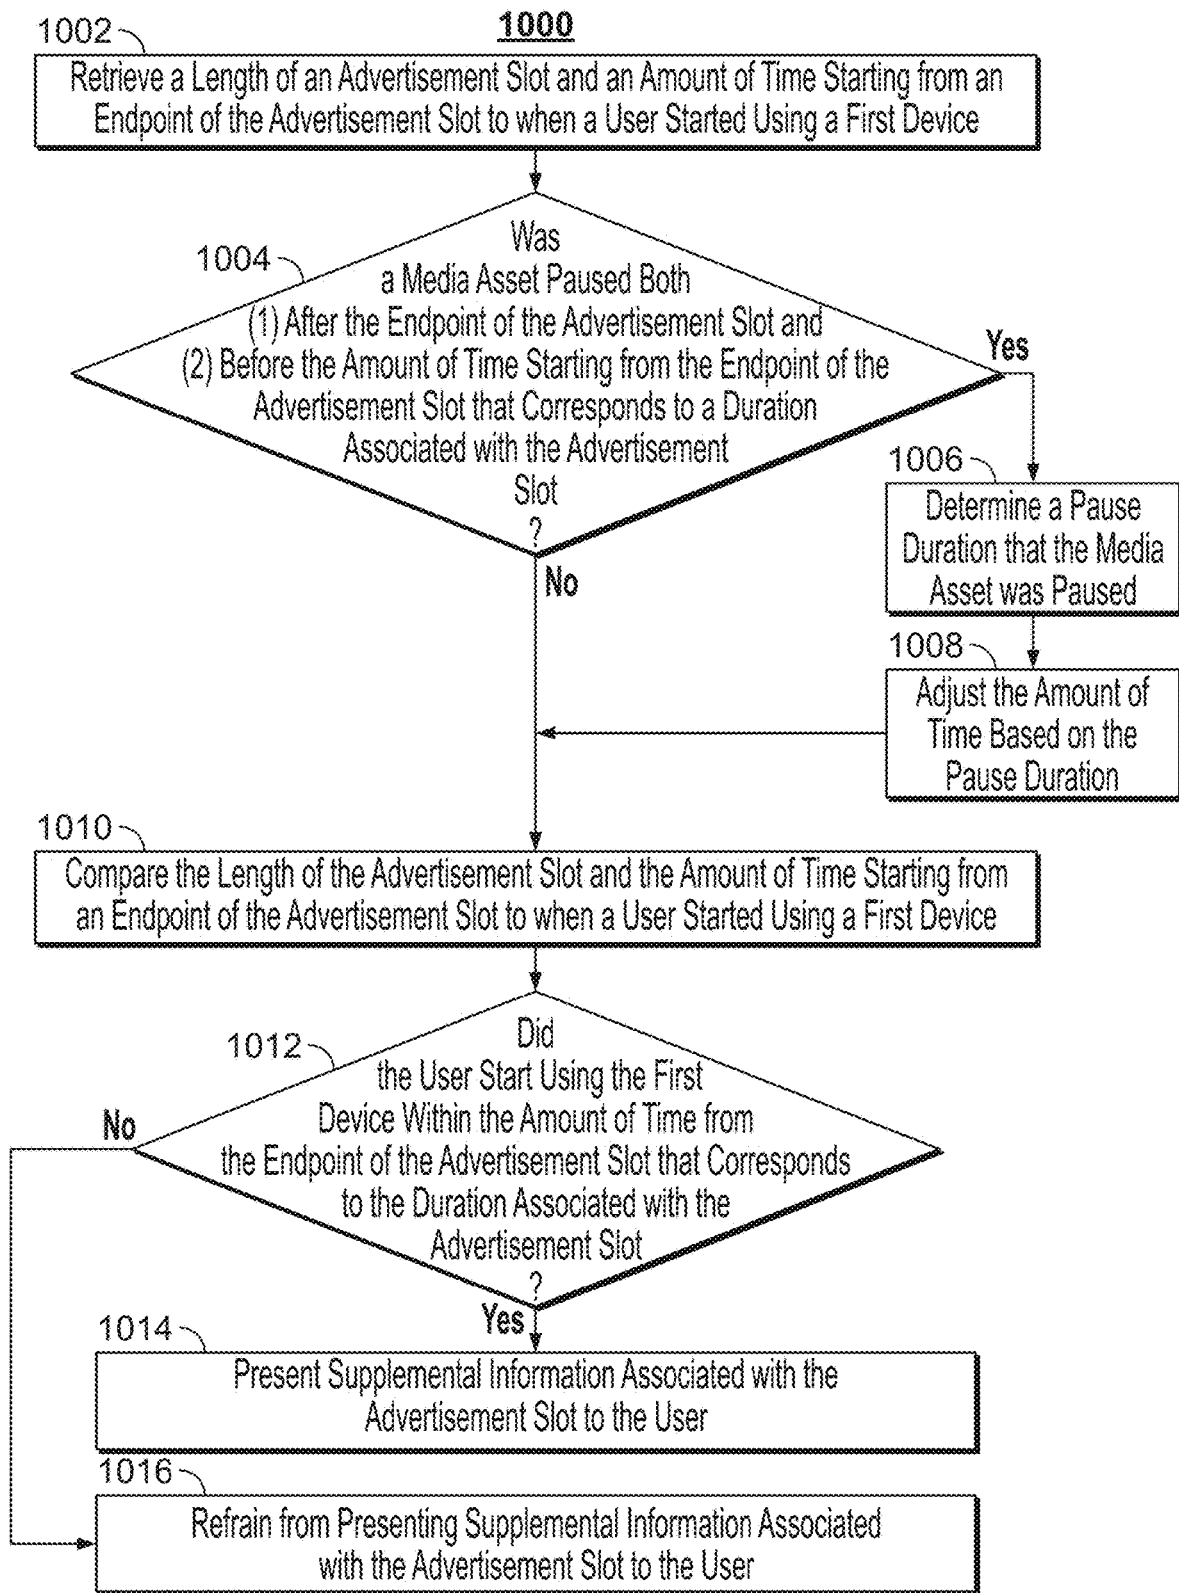 1000
1002
Retrieve a Length of an Advertisement Slot and an Amount of Time Starting from an
Endpoint of the Advertisement Slot to when a User Started Using a First Device
1004
Was
a Media Asset Paused Both
(1) After the Endpoint of the Advertisement Slot and
(2) Before the Amount of Time Starting from the Endpoint of the
Advertisement Slot that Corresponds to a Duration
Associated with the Advertisement
Slot
?
Yes
No
1006
Determine a Pause
Duration that the Media
Asset was Paused
1008
Adjust the Amount of
Time Based on the
Pause Duration
1010
Compare the Length of the Advertisement Slot and the Amount of Time Starting from
an Endpoint of the Advertisement Slot to when a User Started Using a First Device
1012
Did
the User Start Using the First
Device Within the Amount of Time from
the Endpoint of the Advertisement Slot that Corresponds
to the Duration Associated with the
Advertisement Slot
?
No
Yes
1014
Present Supplemental Information Associated with the
Advertisement Slot to the User
1016
Refrain from Presenting Supplemental Information Associated
with the Advertisement Slot to the User